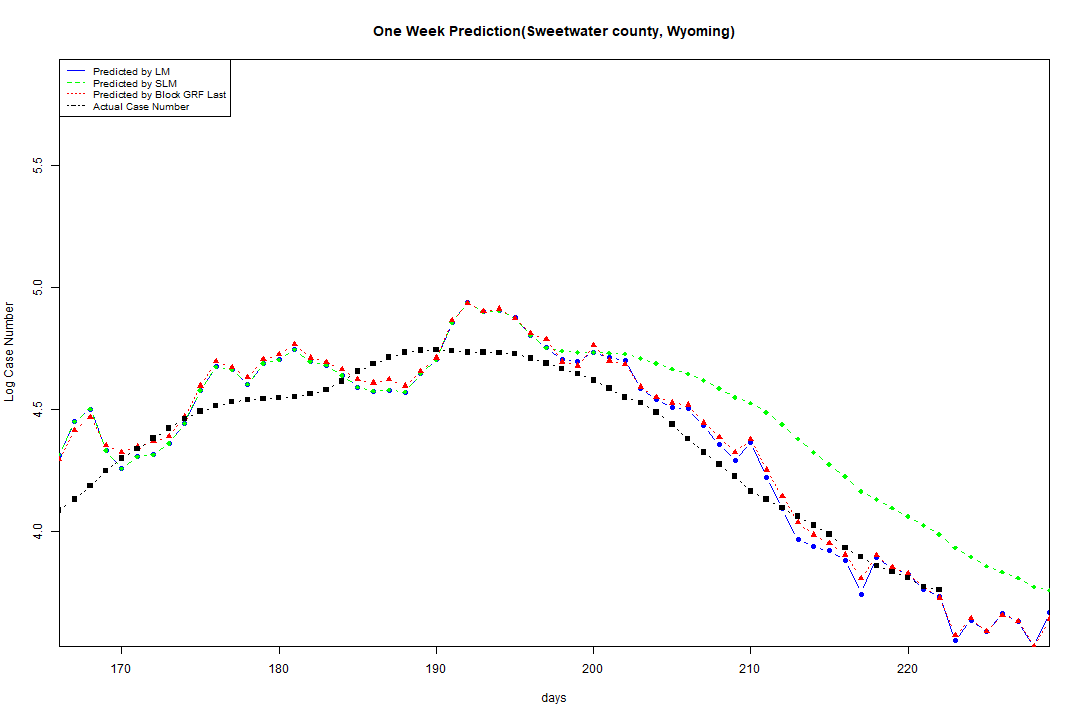 One Week Prediction(Sweetwater county, Wyoming)
Predicted by LM
Predicted by SLM
Predicted by Block GRF Last
Actual Case Number
5.5
5.0
4.5
4.0
Log Case Number
170 180 190 200 210 220
days